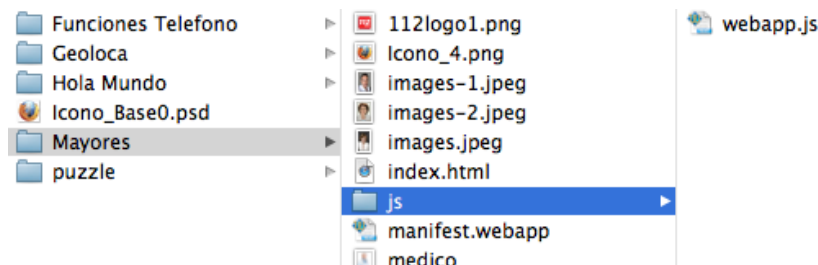 Funciones Telefono
Geoloca
Hola Mundo
Icono_Base0.psd
Mayores
puzzle
112logo1.png
Icono_4.png
images-1.jpeg
images-2.jpeg
images.jpeg
index.html
js
manifest.webapp
medico
webapp.js